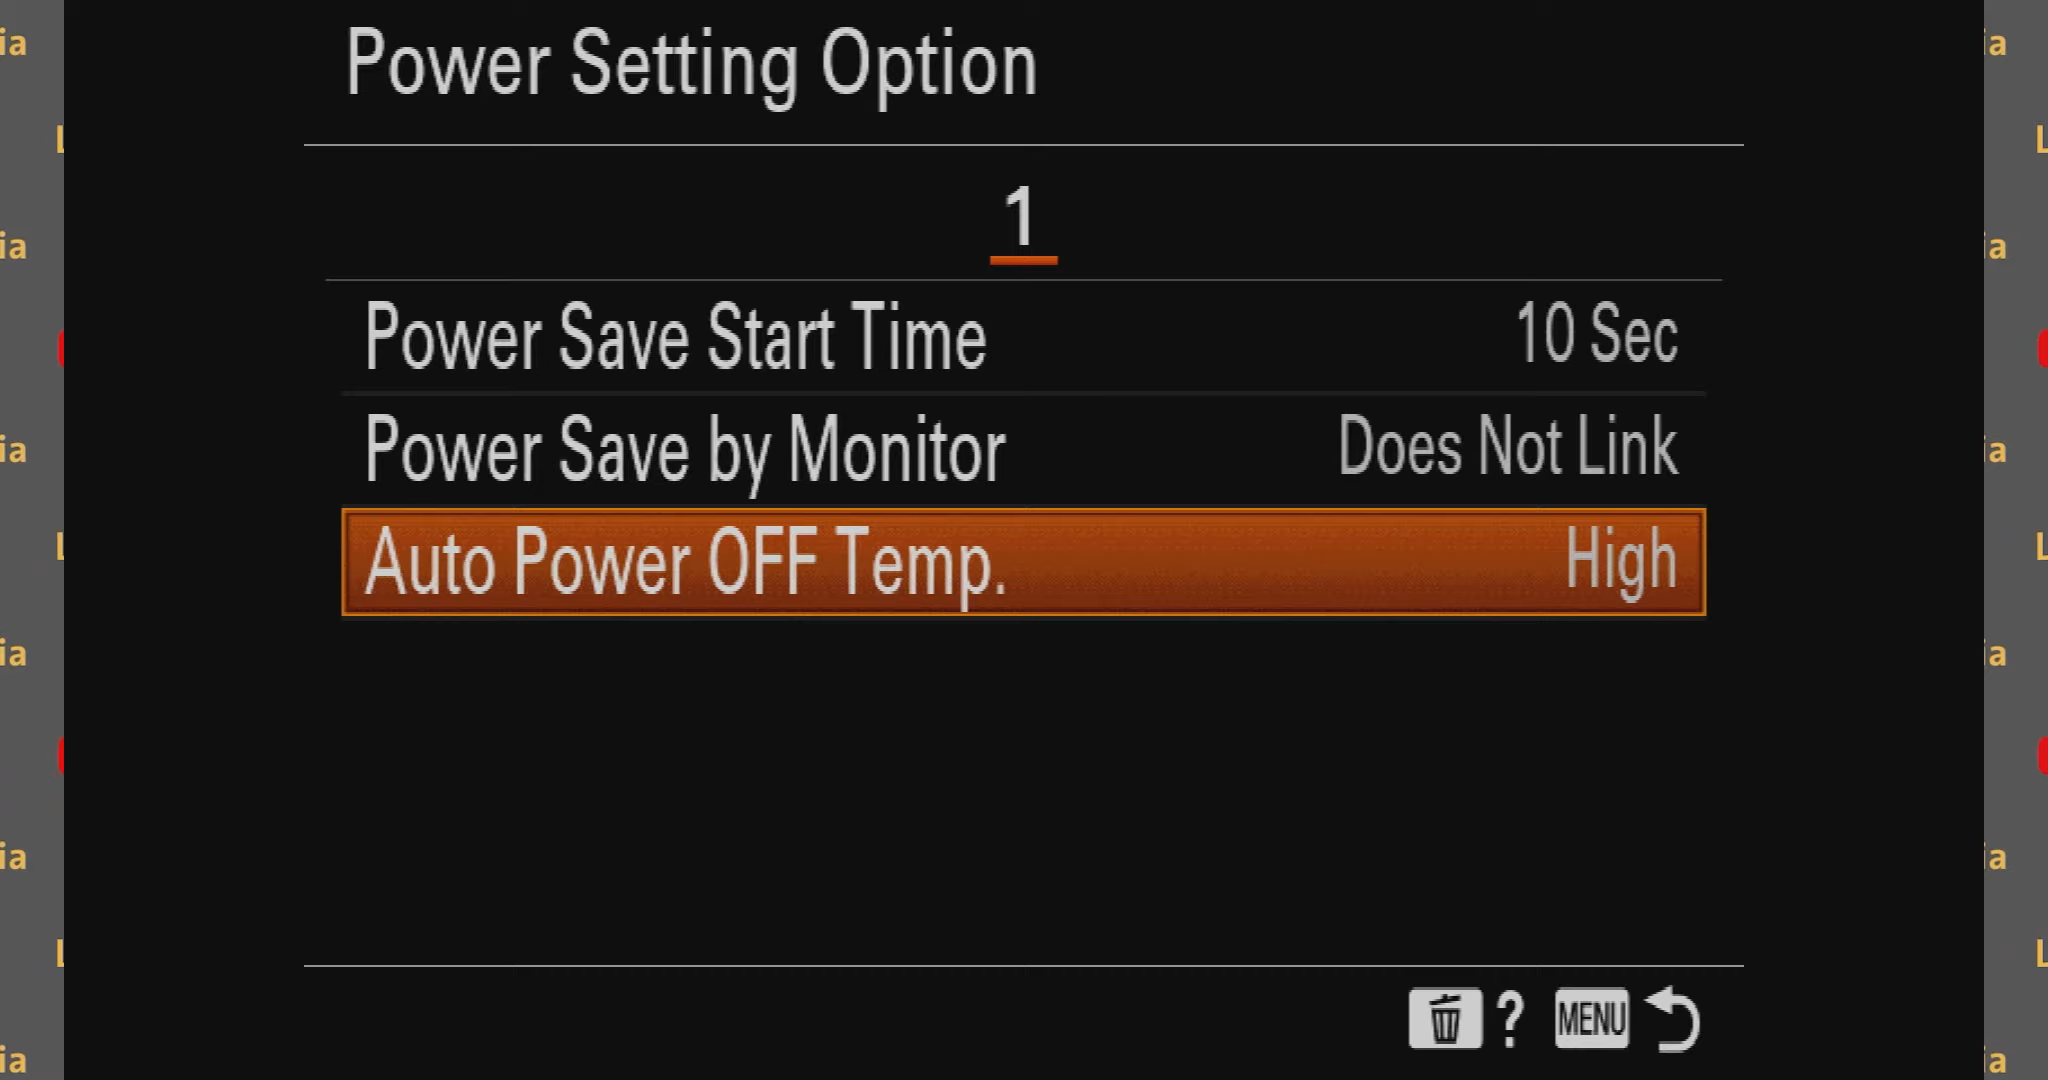 Power Setting Option
1
Power Save Start Time 10 Sec
Power Save by Monitor Does Not Link
Auto Power OFF Temp. High
? MENU